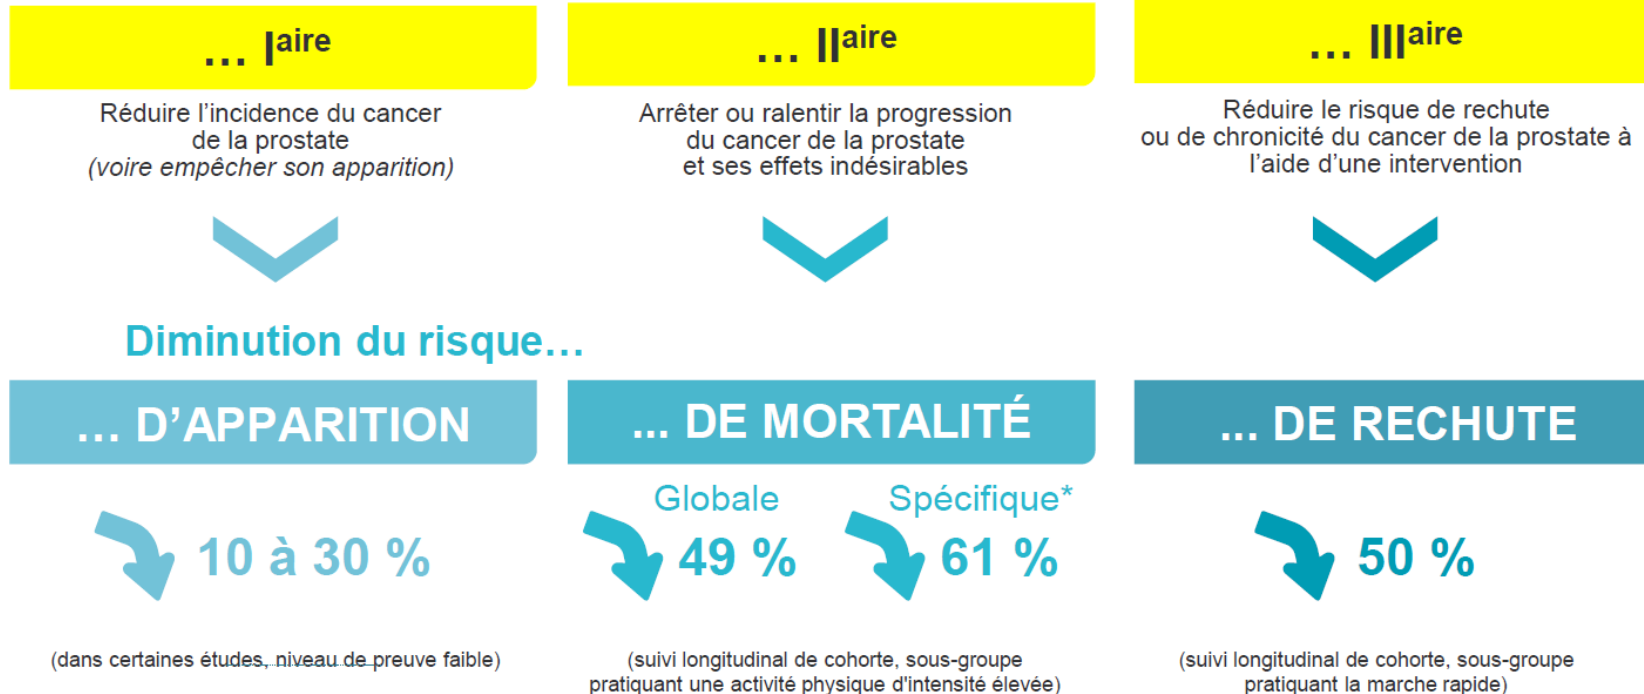 ... Iaire
Réduire l'incidence du cancer
de la prostate
(voire empêcher son apparition)
... IIaire
Arrêter ou ralentir la progression
du cancer de la prostate
et ses effets indésirables
... IIIaire
Réduire le risque de rechute
ou de chronicité du cancer de la prostate à
l'aide d'une intervention
Diminution du risque...
... D'APPARITION
10 à 30 %
(dans certaines études, niveau de preuve faible)
... DE MORTALITÉ
Globale
49 %
Spécifique*
61 %
(suivi longitudinal de cohorte, sous-groupe
pratiquant une activité physique d'intensité élevée)
... DE RECHUTE
50 %
(suivi longitudinal de cohorte, sous-groupe
pratiquant la marche rapide)